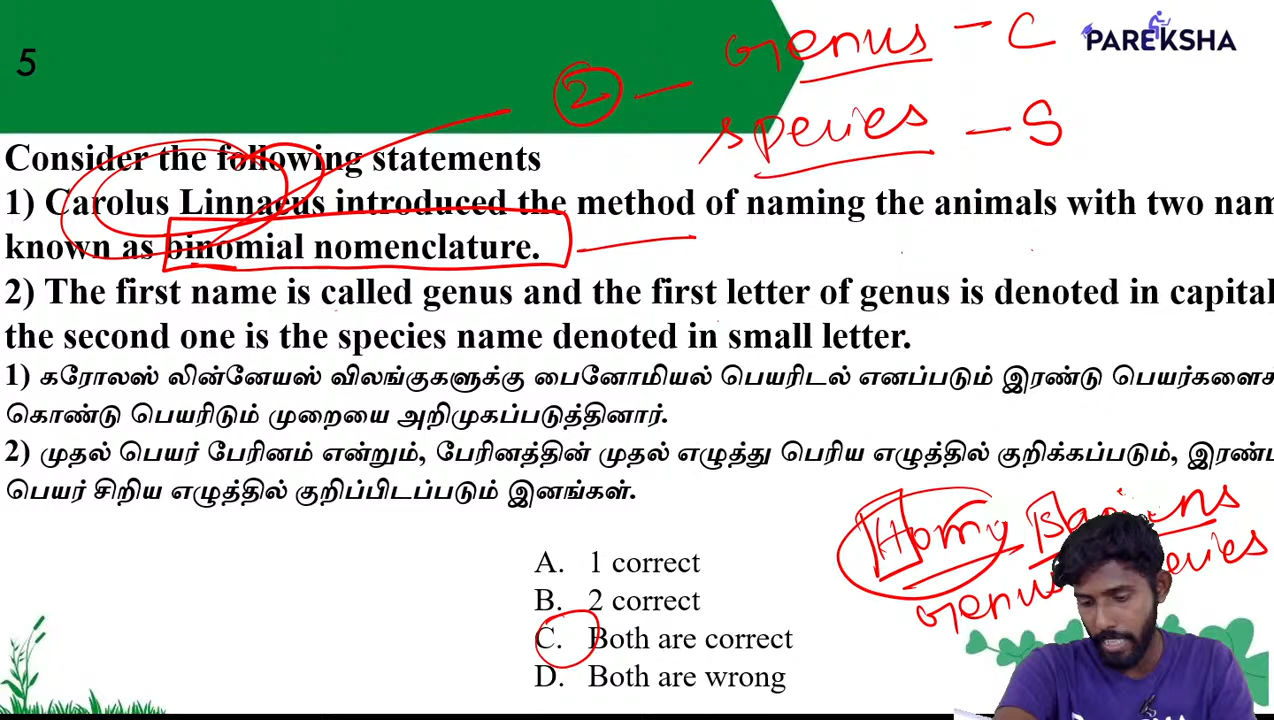 5
Genus - C
PAREKSHA
2
species - S
Consider the following statements
1) Carolus Linnaeus introduced the method of naming the animals with two nam
known as binomial nomenclature.
2) The first name is called genus and the first letter of genus is denoted in capital
the second one is the species name denoted in small letter.
1) கரோலஸ் லின்னேயஸ் விலங்குகளுக்கு பைனோமியல் பெயரிடல் எனப்படும் இரண்டு பெயர்களைக்
கொண்டு பெயரிடும் முறையை அறிமுகப்படுத்தினார்.
2) முதல் பெயர் பேரினம் என்றும், பேரினத்தின் முதல் எழுத்து பெரிய எழுத்தில் குறிக்கப்படும், இரண்ட
பெயர் சிறிய எழுத்தில் குறிப்பிடப்படும் இனங்கள்.
Homo
Genus
A. 1 correct
B. 2 correct
C. Both are correct
D. Both are wrong
PAREKSHA